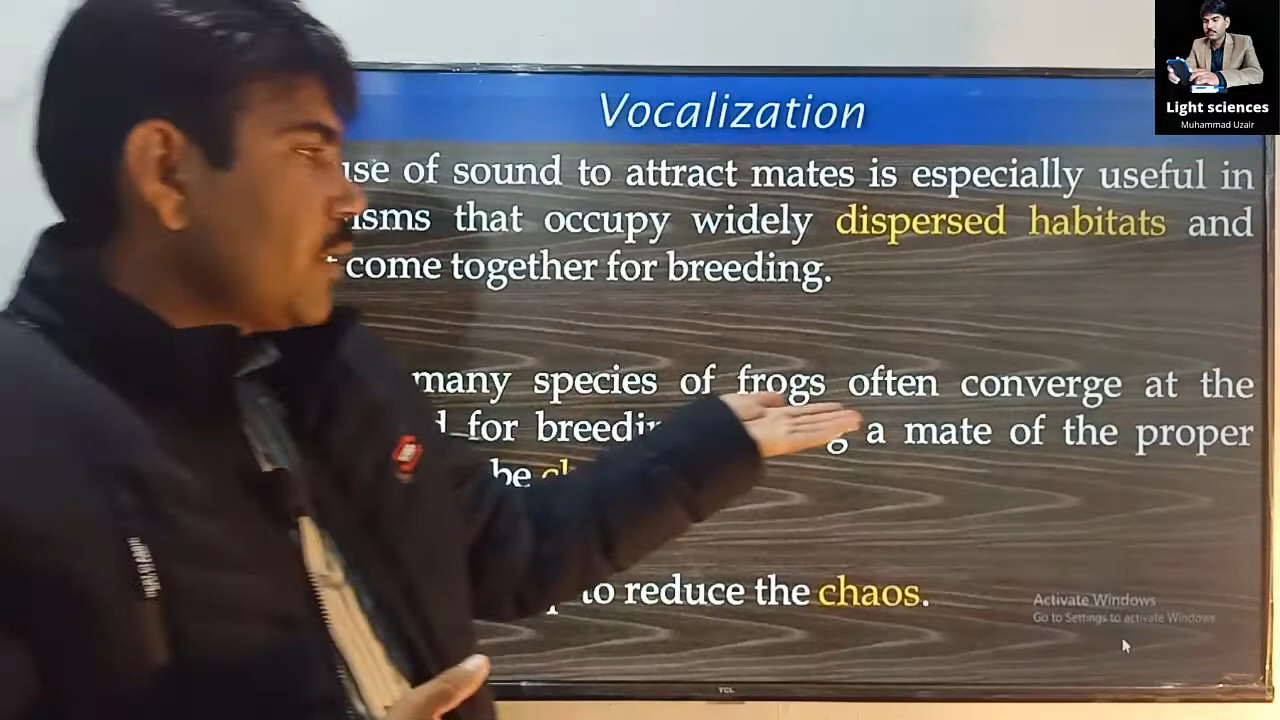 Vocalization
Light sciences
Muhammad Uzair
use of sound to attract mates is especially useful in
that occupy widely dispersed habitats and
come together for breeding.
many species of frogs often converge at the
for a mate of the proper
be
to reduce the chaos.
Activate Windows
Go to Settings to activate Windows
TCL